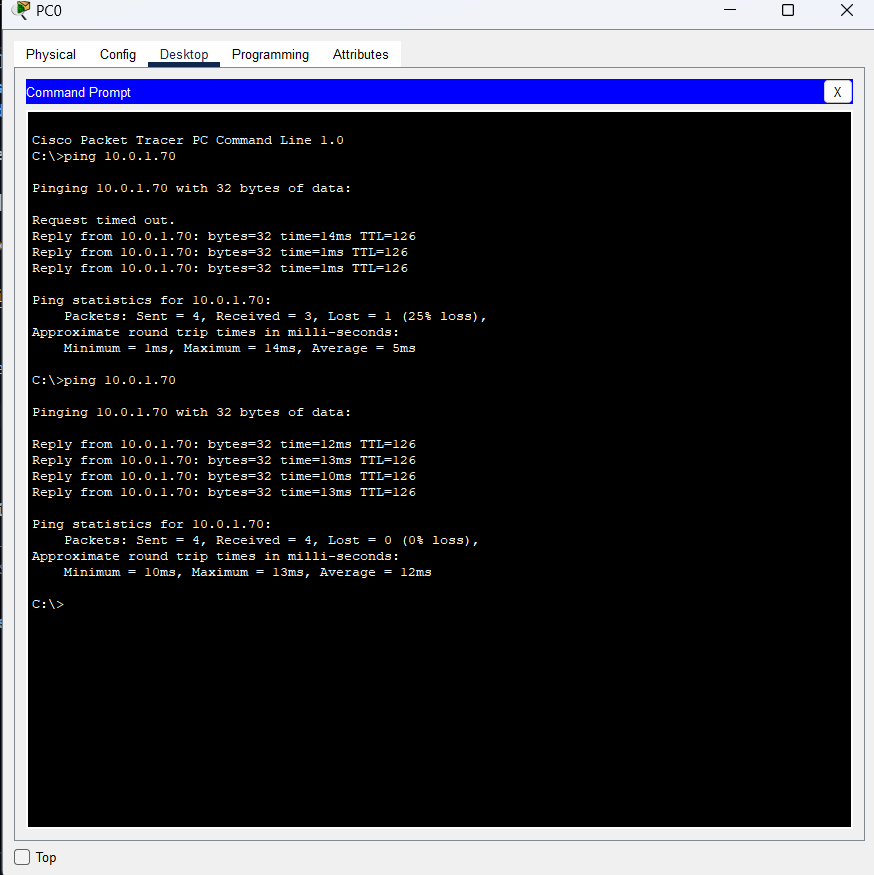 PC0
Physical Config Desktop Programming Attributes
Command Prompt
X
Cisco Packet Tracer PC Command Line 1.0
C:\>ping 10.0.1.70
Pinging 10.0.1.70 with 32 bytes of data:
Request timed out.
Reply from 10.0.1.70: bytes=32 time=14ms TTL=126
Reply from 10.0.1.70: bytes=32 time=1ms TTL=126
Reply from 10.0.1.70: bytes=32 time=1ms TTL=126
Ping statistics for 10.0.1.70:
Packets: Sent = 4, Received = 3, Lost = 1 (25% loss),
Approximate round trip times in milli-seconds:
Minimum = 1ms, Maximum = 14ms, Average = 5ms
C:\>ping 10.0.1.70
Pinging 10.0.1.70 with 32 bytes of data:
Reply from 10.0.1.70: bytes=32 time=12ms TTL=126
Reply from 10.0.1.70: bytes=32 time=13ms TTL=126
Reply from 10.0.1.70: bytes=32 time=10ms TTL=126
Reply from 10.0.1.70: bytes=32 time=13ms TTL=126
Ping statistics for 10.0.1.70:
Packets: Sent = 4, Received = 4, Lost = 0 (0% loss),
Approximate round trip times in milli-seconds:
Minimum = 10ms, Maximum = 13ms, Average = 12ms
C:\>
Top